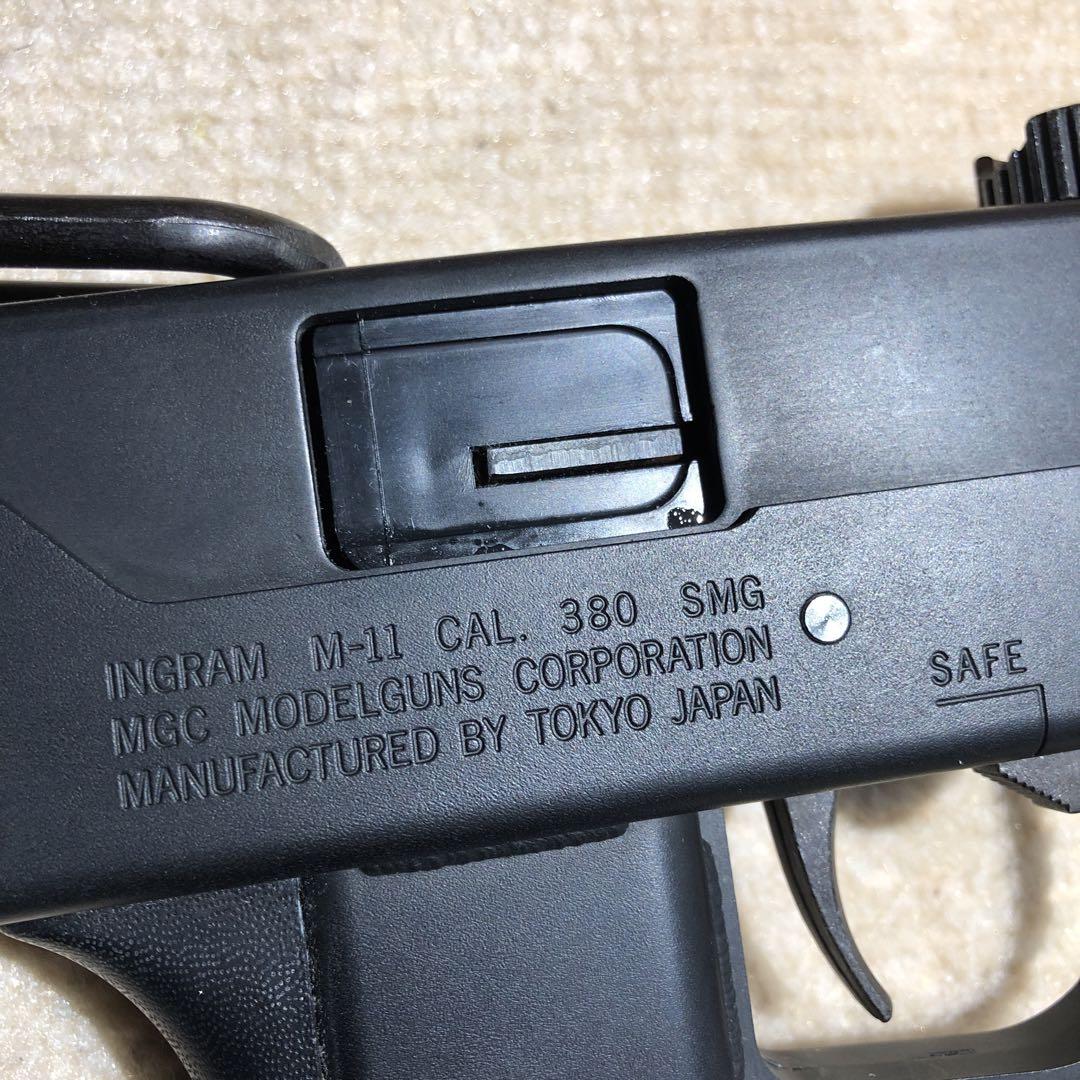 INGRAM M-11 CAL. 380 SMG
MGC MODELGUNS CORPORATION
MANUFACTURED BY TOKYO JAPAN
SAFE